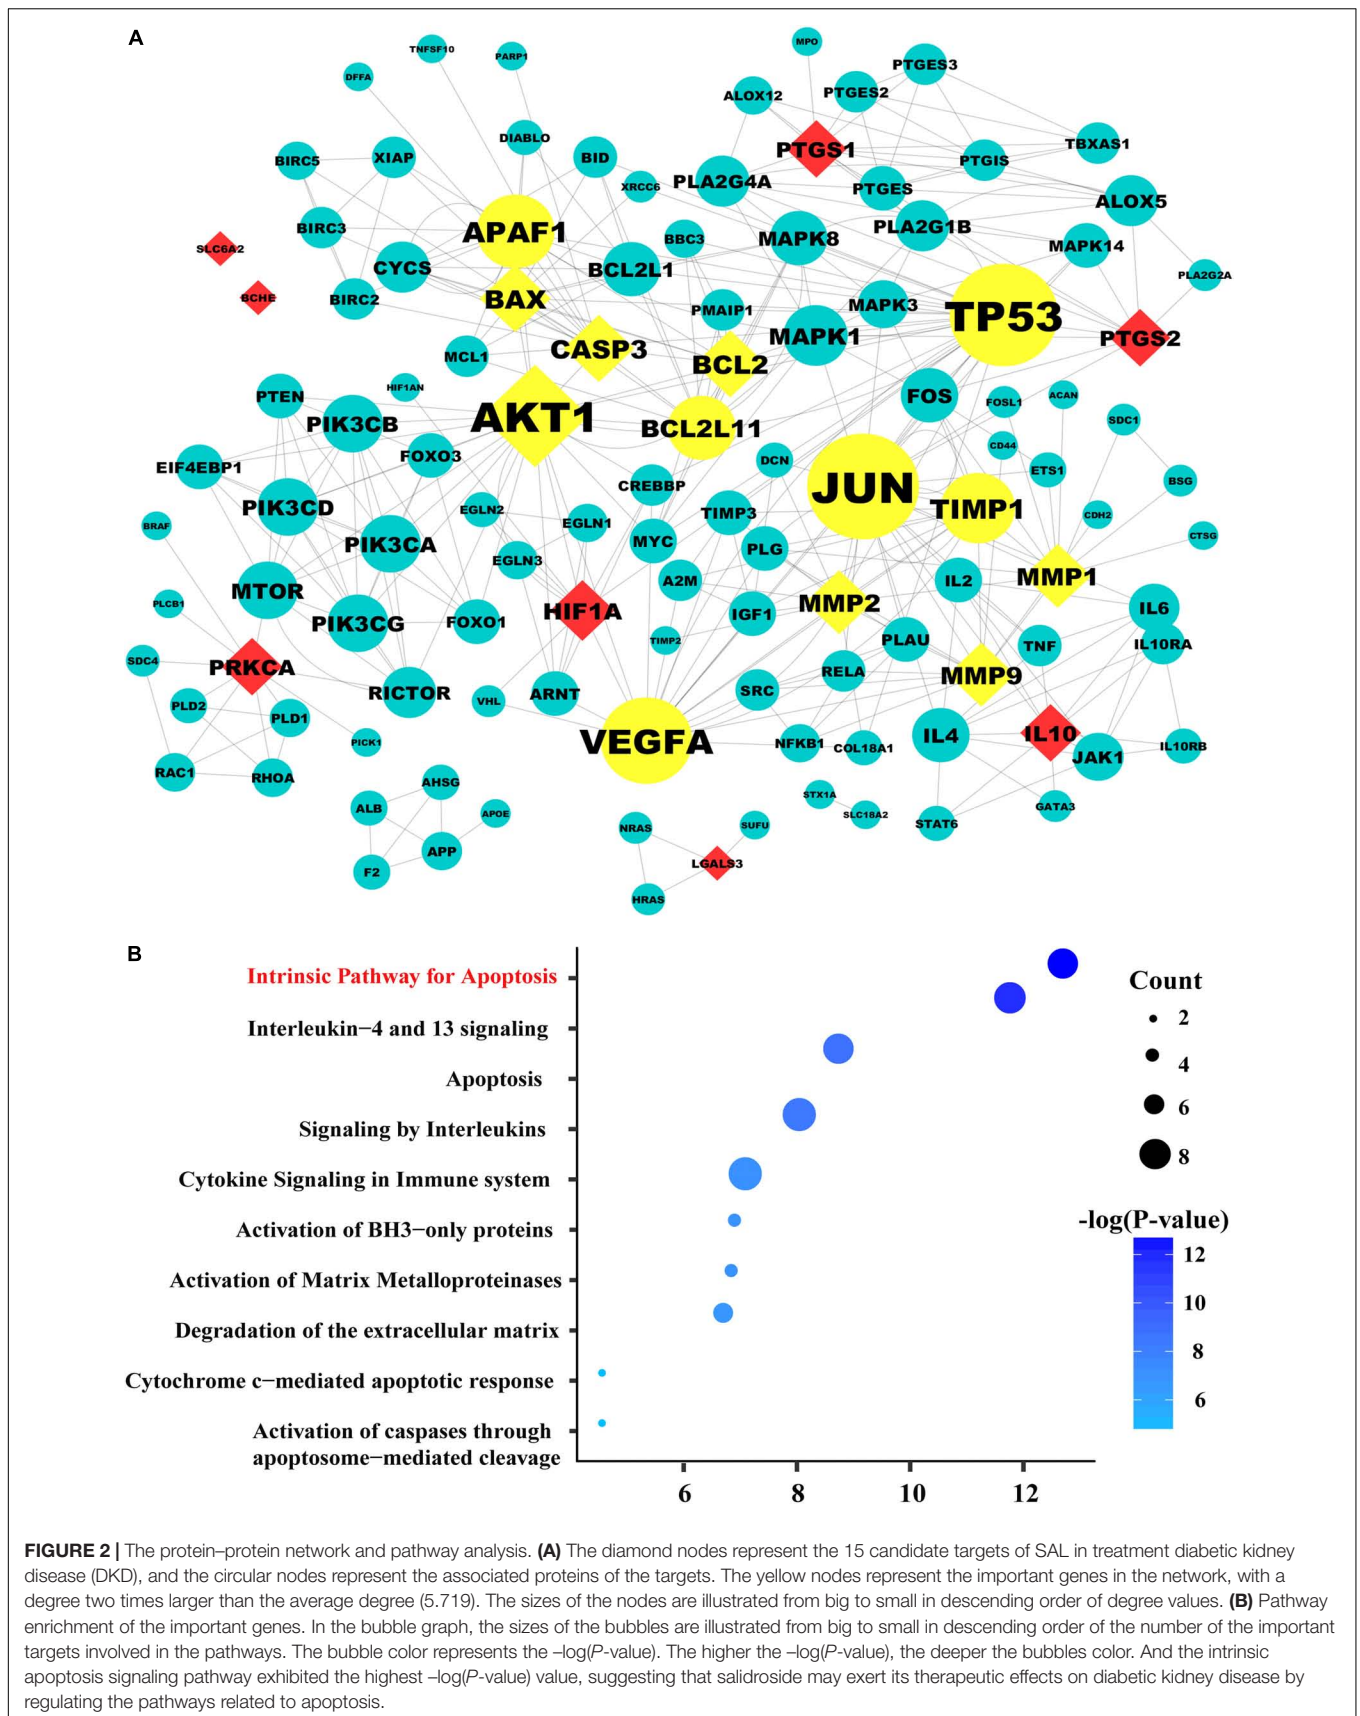 A
MPO
TNFSF10
PARP1
PTGES3
DFFA
ALOX12
PTGES2
DIABLO
TBXAS1
PTGS1
BIRC5
XIAP
BID
PTGIS
PLA2G4A
PTGES
XRCC6
ALOX5
BIRC3
APAF1
PLA2G1B
BBC3
MAPK8
MAPK14
SLC6A2
CYCS
BCL2L1
PLA2G2A
BCHE
BIRC2
BAX
PMAIP1
MAPK3
TP53
MAPK1
PTGS2
MCL1
CASP3
BCL2
HIF1AN
PTEN
FOS
FOSL1
ACAN
PIK3CB
AKT1
BCL2L11
SDC1
CD44
EIF4EBP1
FOXO3
DCN
ETS1
BSG
CREBBP
JUN
PIK3CD
EGLN2
TIMP3
TIMP1
CDH2
BRAF
EGLN1
CTSG
PIK3CA
MYC
PLG
EGLN3
A2M
IL2
MMP1
MTOR
PLCB1
HIF1A
IGF1
MMP2
IL6
PIK3CG
FOXO1
TIMP2
PLAU
TNF
IL10RA
SDC4
PRKCA
RELA
MMP9
RICTOR
VHL
ARNT
SRC
PLD2
PLD1
PICK1
VEGFA
NFKB1
COL18A1
IL4
IL10
IL10RB
JAK1
RAC1
RHOA
AHSG
STX1A
ALB
APOE
SLC18A2
GATA3
NRAS
SUFU
STAT6
APP
LGALS3
F2
HRAS
B
Intrinsic Pathway for Apoptosis
Interleukin−4 and 13 signaling
Apoptosis
Signaling by Interleukins
Cytokine Signaling in Immune system
Activation of BH3−only proteins
Activation of Matrix Metalloproteinases
Degradation of the extracellular matrix
Cytochrome c−mediated apoptotic response
Activation of caspases through
apoptosome−mediated cleavage
6 8 10 12
Count
2
4
6
8
-log(P-value)
12
10
8
6
FIGURE 2 | The protein–protein network and pathway analysis. (A) The diamond nodes represent the 15 candidate targets of SAL in treatment diabetic kidney
disease (DKD), and the circular nodes represent the associated proteins of the targets. The yellow nodes represent the important genes in the network, with a
degree two times larger than the average degree (5.719). The sizes of the nodes are illustrated from big to small in descending order of degree values. (B) Pathway
enrichment of the important genes. In the bubble graph, the sizes of the bubbles are illustrated from big to small in descending order of the number of the important
targets involved in the pathways. The bubble color represents the –log(P-value). The higher the –log(P-value), the deeper the bubbles color. And the intrinsic
apoptosis signaling pathway exhibited the highest –log(P-value) value, suggesting that salidroside may exert its therapeutic effects on diabetic kidney disease by
regulating the pathways related to apoptosis.